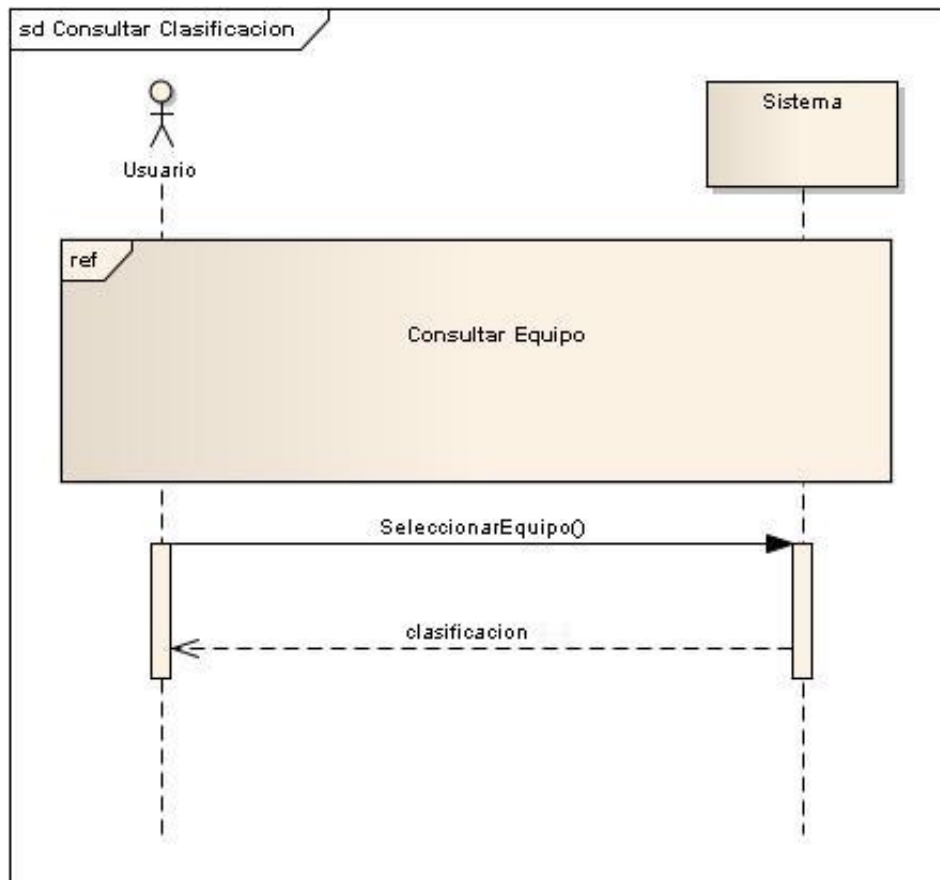 sd Consultar Clasificacion
Usuario
Sistema
ref
Consultar Equipo
SeleccionarEquipo()
clasificacion